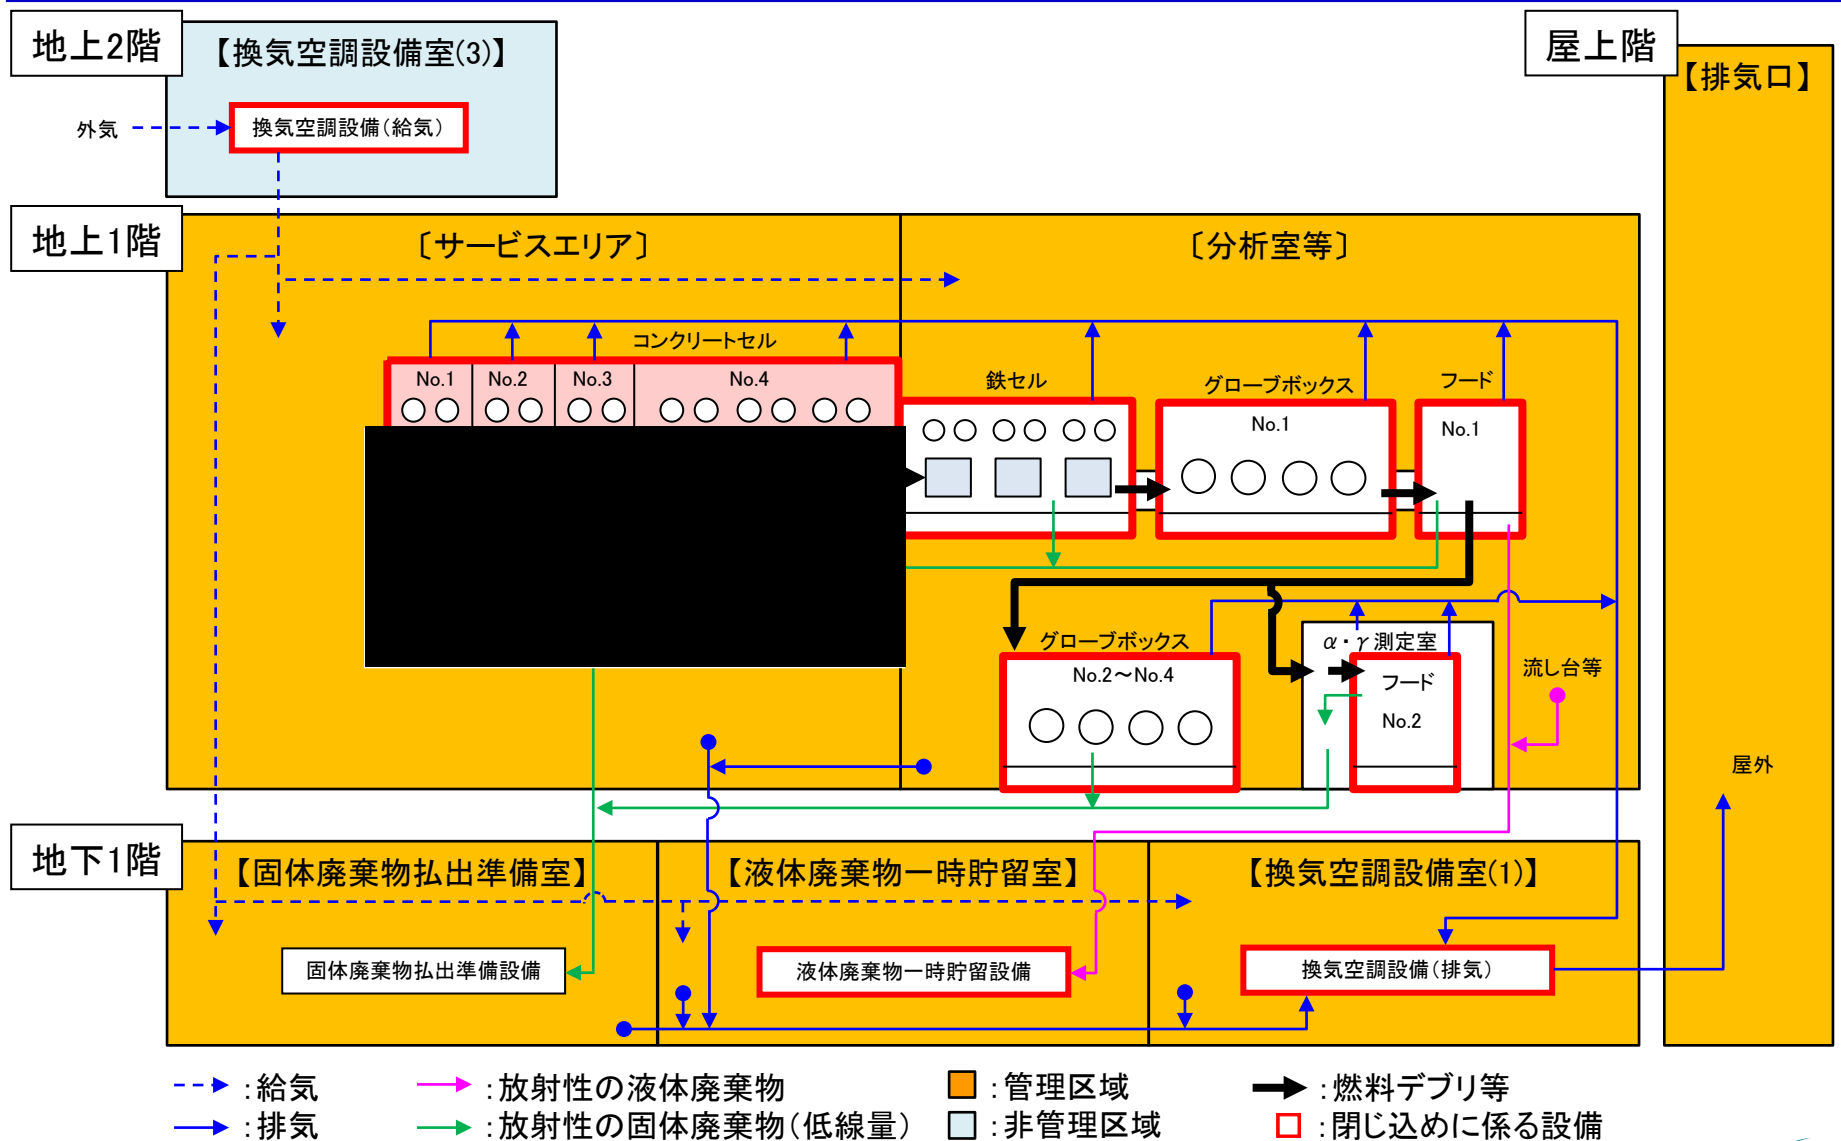 地上2階
【換気空調設備室(3)】
外気
換気空調設備(給気)
屋上階
【排気口】
地上1階
〔サービスエリア〕
〔分析室等〕
コンクリートセル
No.1
No.2
No.3
No.4
鉄セル
グローブボックス
No.1
フード
No.1
グローブボックス
No.2～No.4
α・γ測定室
フード
No.2
流し台等
屋外
地下1階
【固体廃棄物払出準備室】
【液体廃棄物一時貯留室】
【換気空調設備室(1)】
固体廃棄物払出準備設備
液体廃棄物一時貯留設備
換気空調設備(排気)
：給気
：放射性の液体廃棄物
：管理区域
：燃料デブリ等
：排気
：放射性の固体廃棄物(低線量)
：非管理区域
：閉じ込めに係る設備